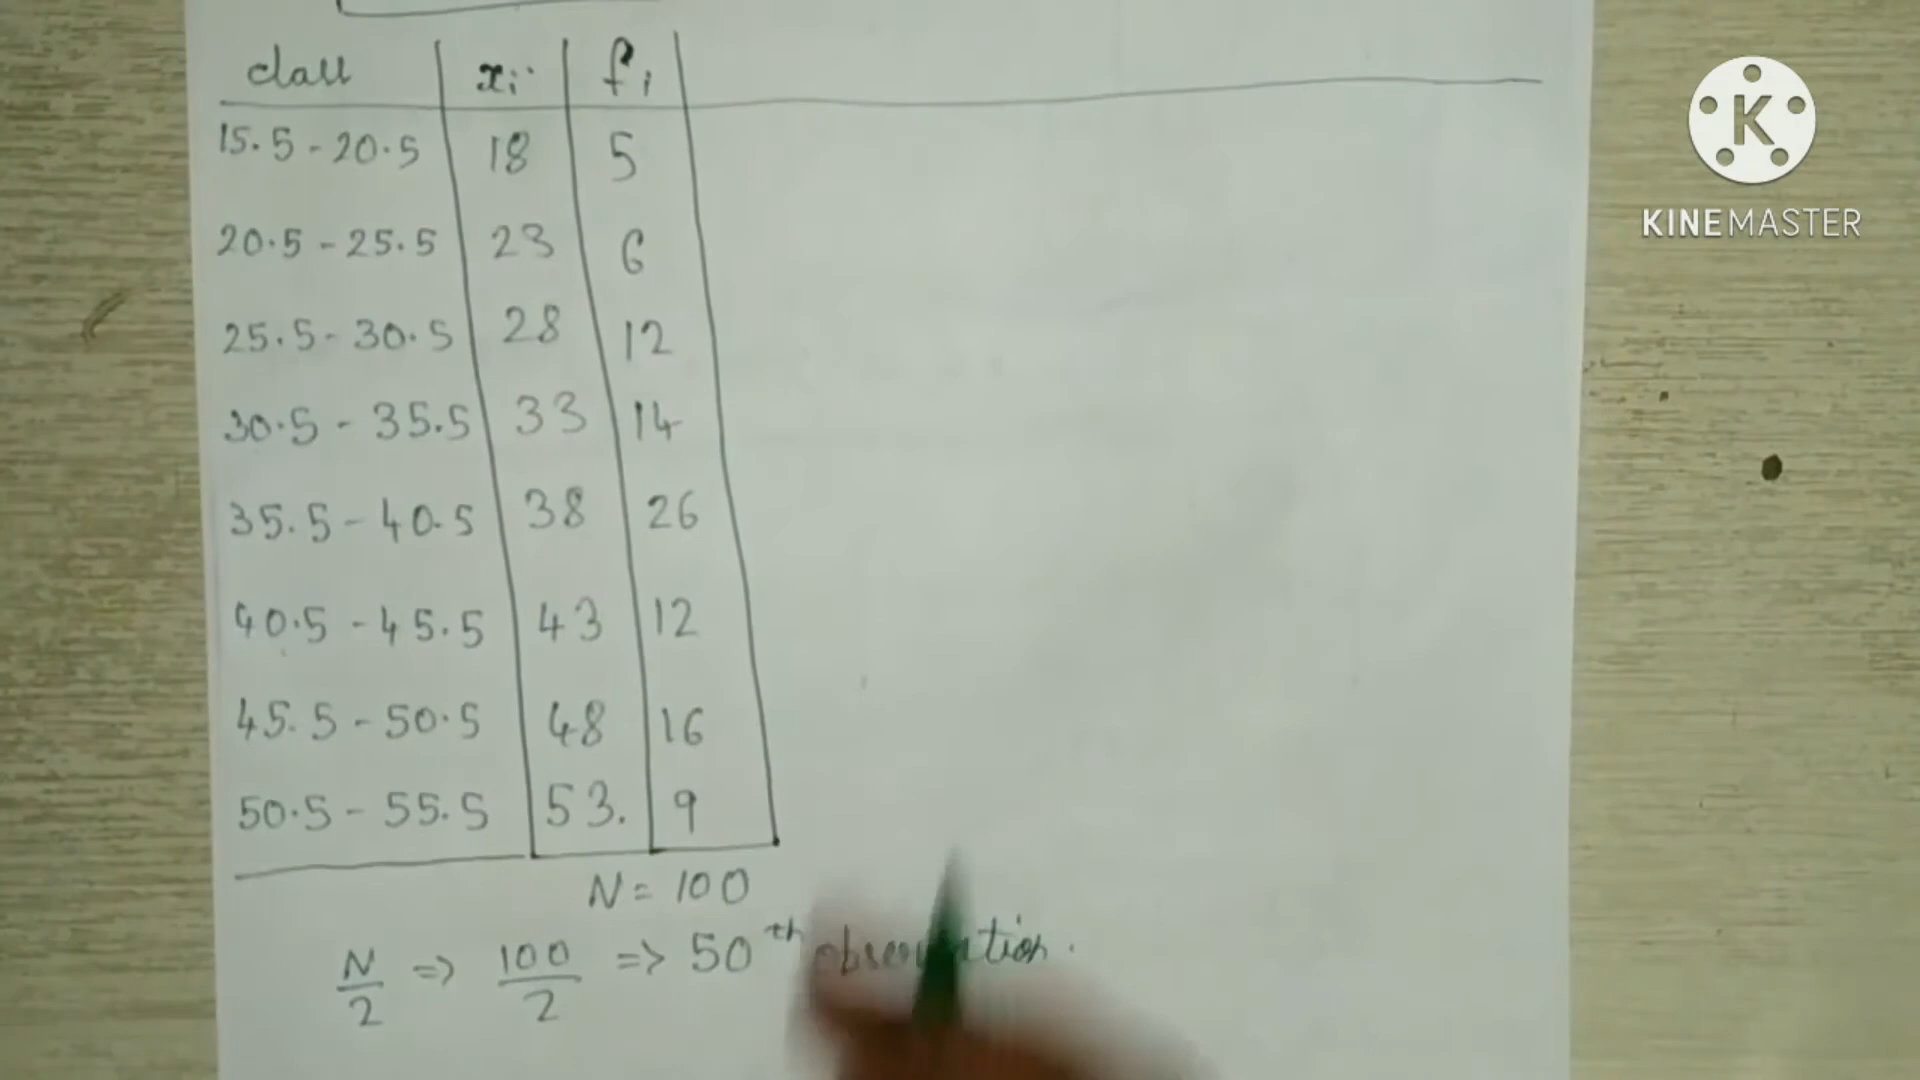 class xi fi
15.5 - 20.5 18 5
20.5 - 25.5 23 6
25.5 - 30.5 28 12
30.5 - 35.5 33 14
35.5 - 40.5 38 26
40.5 - 45.5 43 12
45.5 - 50.5 48 16
50.5 - 55.5 53. 9
N = 100
N/2 => 100/2 => 50th observation.
KINEMASTER